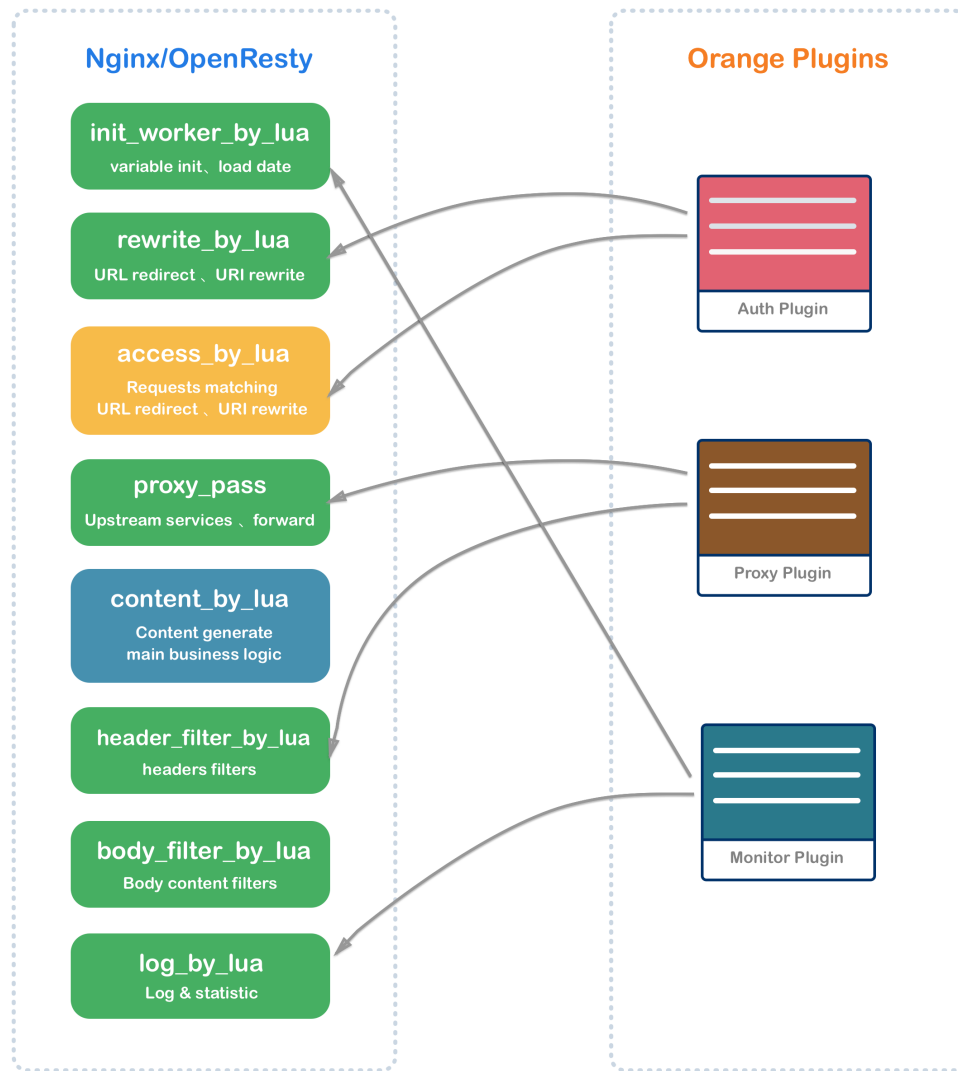 Nginx/OpenResty
init_worker_by_lua
variable init、load date
rewrite_by_lua
URL redirect 、URI rewrite
access_by_lua
Requests matching
URL redirect 、URI rewrite
proxy_pass
Upstream services 、forward
content_by_lua
Content generate
main business logic
header_filter_by_lua
headers filters
body_filter_by_lua
Body content filters
log_by_lua
Log & statistic
Orange Plugins
Auth Plugin
Proxy Plugin
Monitor Plugin